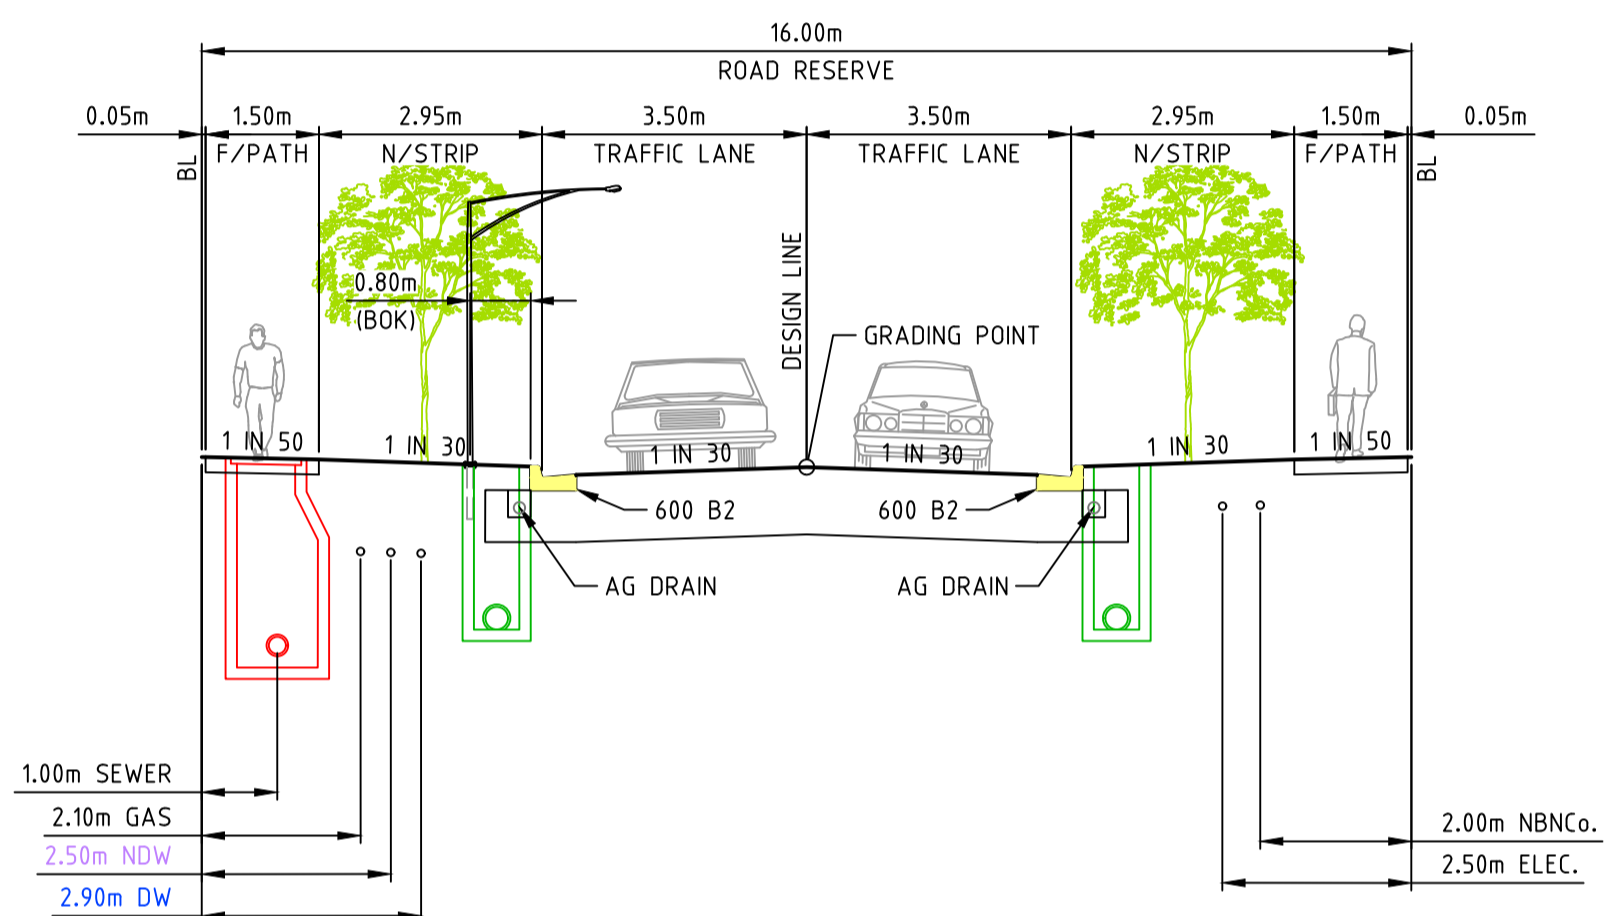 16.00m
ROAD RESERVE
0.05m 1.50m 2.95m 3.50m 3.50m 2.95m 1.50m 0.05m
BL F/PATH N/STRIP TRAFFIC LANE TRAFFIC LANE N/STRIP F/PATH BL
0.80m
(BOK)
DESIGN LINE
GRADING POINT
1 IN 50 1 IN 30 1 IN 30 1 IN 30 1 IN 30 1 IN 50
600 B2 600 B2
AG DRAIN AG DRAIN
1.00m SEWER
2.10m GAS
2.00m NBNCo.
2.50m NDW
2.50m ELEC.
2.90m DW